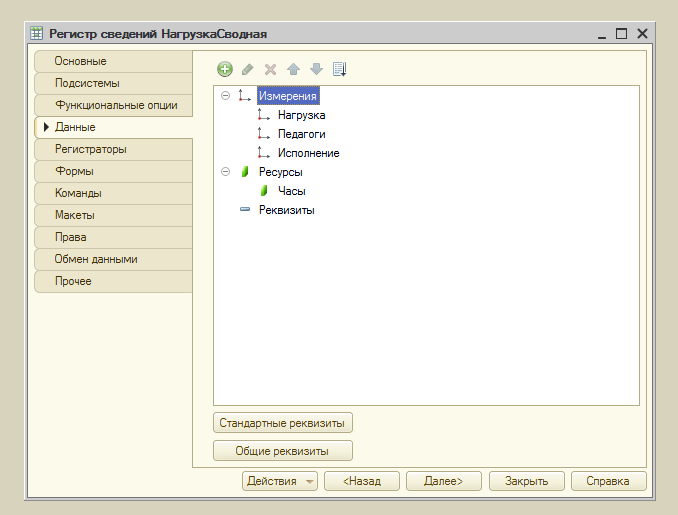 Регистр сведений НагрузкаСводная
Основные
Подсистемы
Функциональные опции
Данные
Регистраторы
Формы
Команды
Макеты
Права
Обмен данными
Прочее
Измерения
Нагрузка
Педагоги
Исполнение
Ресурсы
Часы
Реквизиты
Стандартные реквизиты
Общие реквизиты
Действия
<Назад
Далее>
Закрыть
Справка